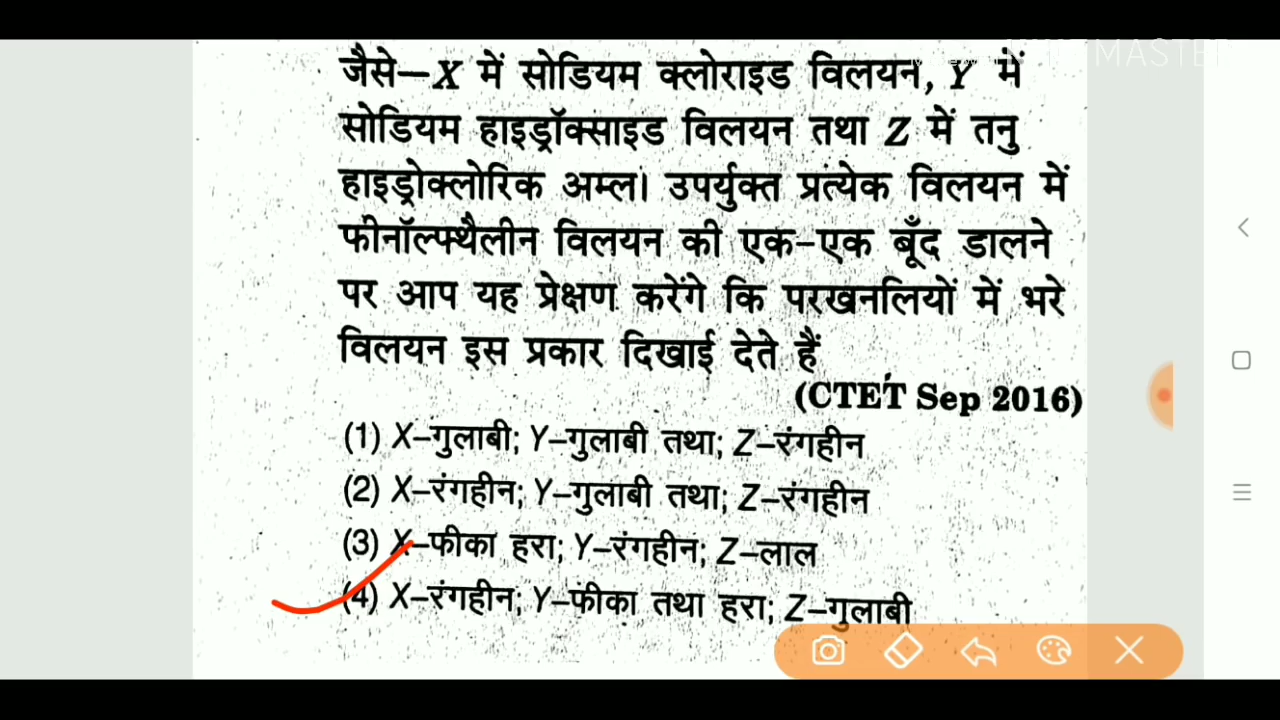 जैसे—X में सोडियम क्लोराइड विलयन, Y में
सोडियम हाइड्रॉक्साइड विलयन तथा Z में तनु
हाइड्रोक्लोरिक अम्ल। उपर्युक्त प्रत्येक विलयन में
फीनॉल्फ्थैलीन विलयन की एक-एक बूँद डालने
पर आप यह प्रेक्षण करेंगे कि परखनलियों में भरे
विलयन इस प्रकार दिखाई देते हैं
(CTET Sep 2016)
(1) X–गुलाबी; Y–गुलाबी तथा; Z–रंगहीन
(2) X–रंगहीन; Y–गुलाबी तथा; Z–रंगहीन
(3) X–फीका हरा; Y–रंगहीन; Z–लाल
(4) X–रंगहीन; Y–फीका तथा हरा; Z–गुलाबी